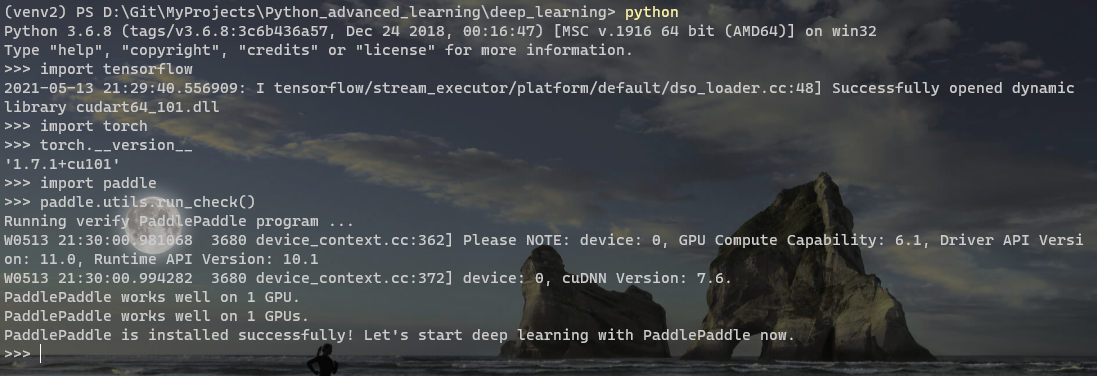 (venv2) PS D:\Git\MyProjects\Python_advanced_learning\deep_learning> python
Python 3.6.8 (tags/v3.6.8:3c6b436a57, Dec 24 2018, 00:16:47) [MSC v.1916 64 bit (AMD64)] on win32
Type "help", "copyright", "credits" or "license" for more information.
>>> import tensorflow
2021-05-13 21:29:40.556909: I tensorflow/stream_executor/platform/default/dso_loader.cc:48] Successfully opened dynamic
library cudart64_101.dll
>>> import torch
>>> torch.__version__
'1.7.1+cu101'
>>> import paddle
>>> paddle.utils.run_check()
Running verify PaddlePaddle program ...
W0513 21:30:00.981068  3680 device_context.cc:362] Please NOTE: device: 0, GPU Compute Capability: 6.1, Driver API Versi
on: 11.0, Runtime API Version: 10.1
W0513 21:30:00.994282  3680 device_context.cc:372] device: 0, cuDNN Version: 7.6.
PaddlePaddle works well on 1 GPU.
PaddlePaddle works well on 1 GPUs.
PaddlePaddle is installed successfully! Let's start deep learning with PaddlePaddle now.
>>>